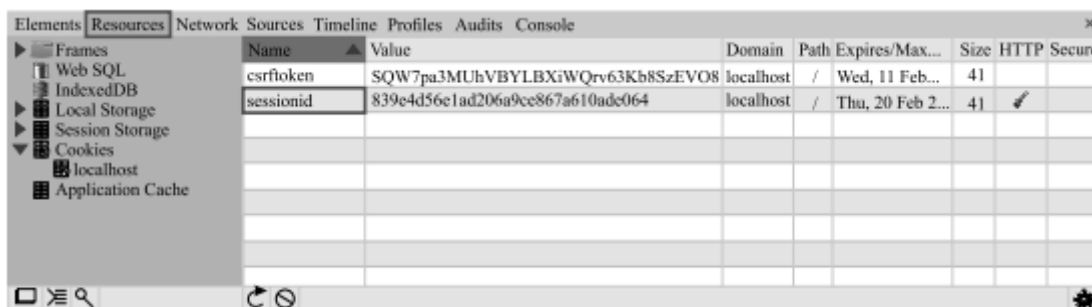 Elements Resources Network Sources Timeline Profiles Audits Console
Frames
Web SQL
IndexedDB
Local Storage
Session Storage
Cookies
localhost
Application Cache
Name Value Domain Path Expires/Max... Size HTTP Secure
csrftoken SQW7pa3MUhVBYLBXiWQrv63Kb8SzEVO8 localhost / Wed, 11 Feb... 41
sessionid 839e4d56e1ad206a9ce867a610ade064 localhost / Thu, 20 Feb 2... 41 ✓